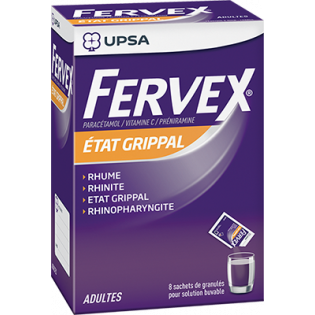 UPSA
FERVEX®
PARACÉTAMOL / VITAMINE C / PHÉNIRAMINE
ÉTAT GRIPPAL
RHUME
RHINITE
ETAT GRIPPAL
RHINOPHARYNGITE
8 sachets de granulés
pour solution buvable
ADULTES